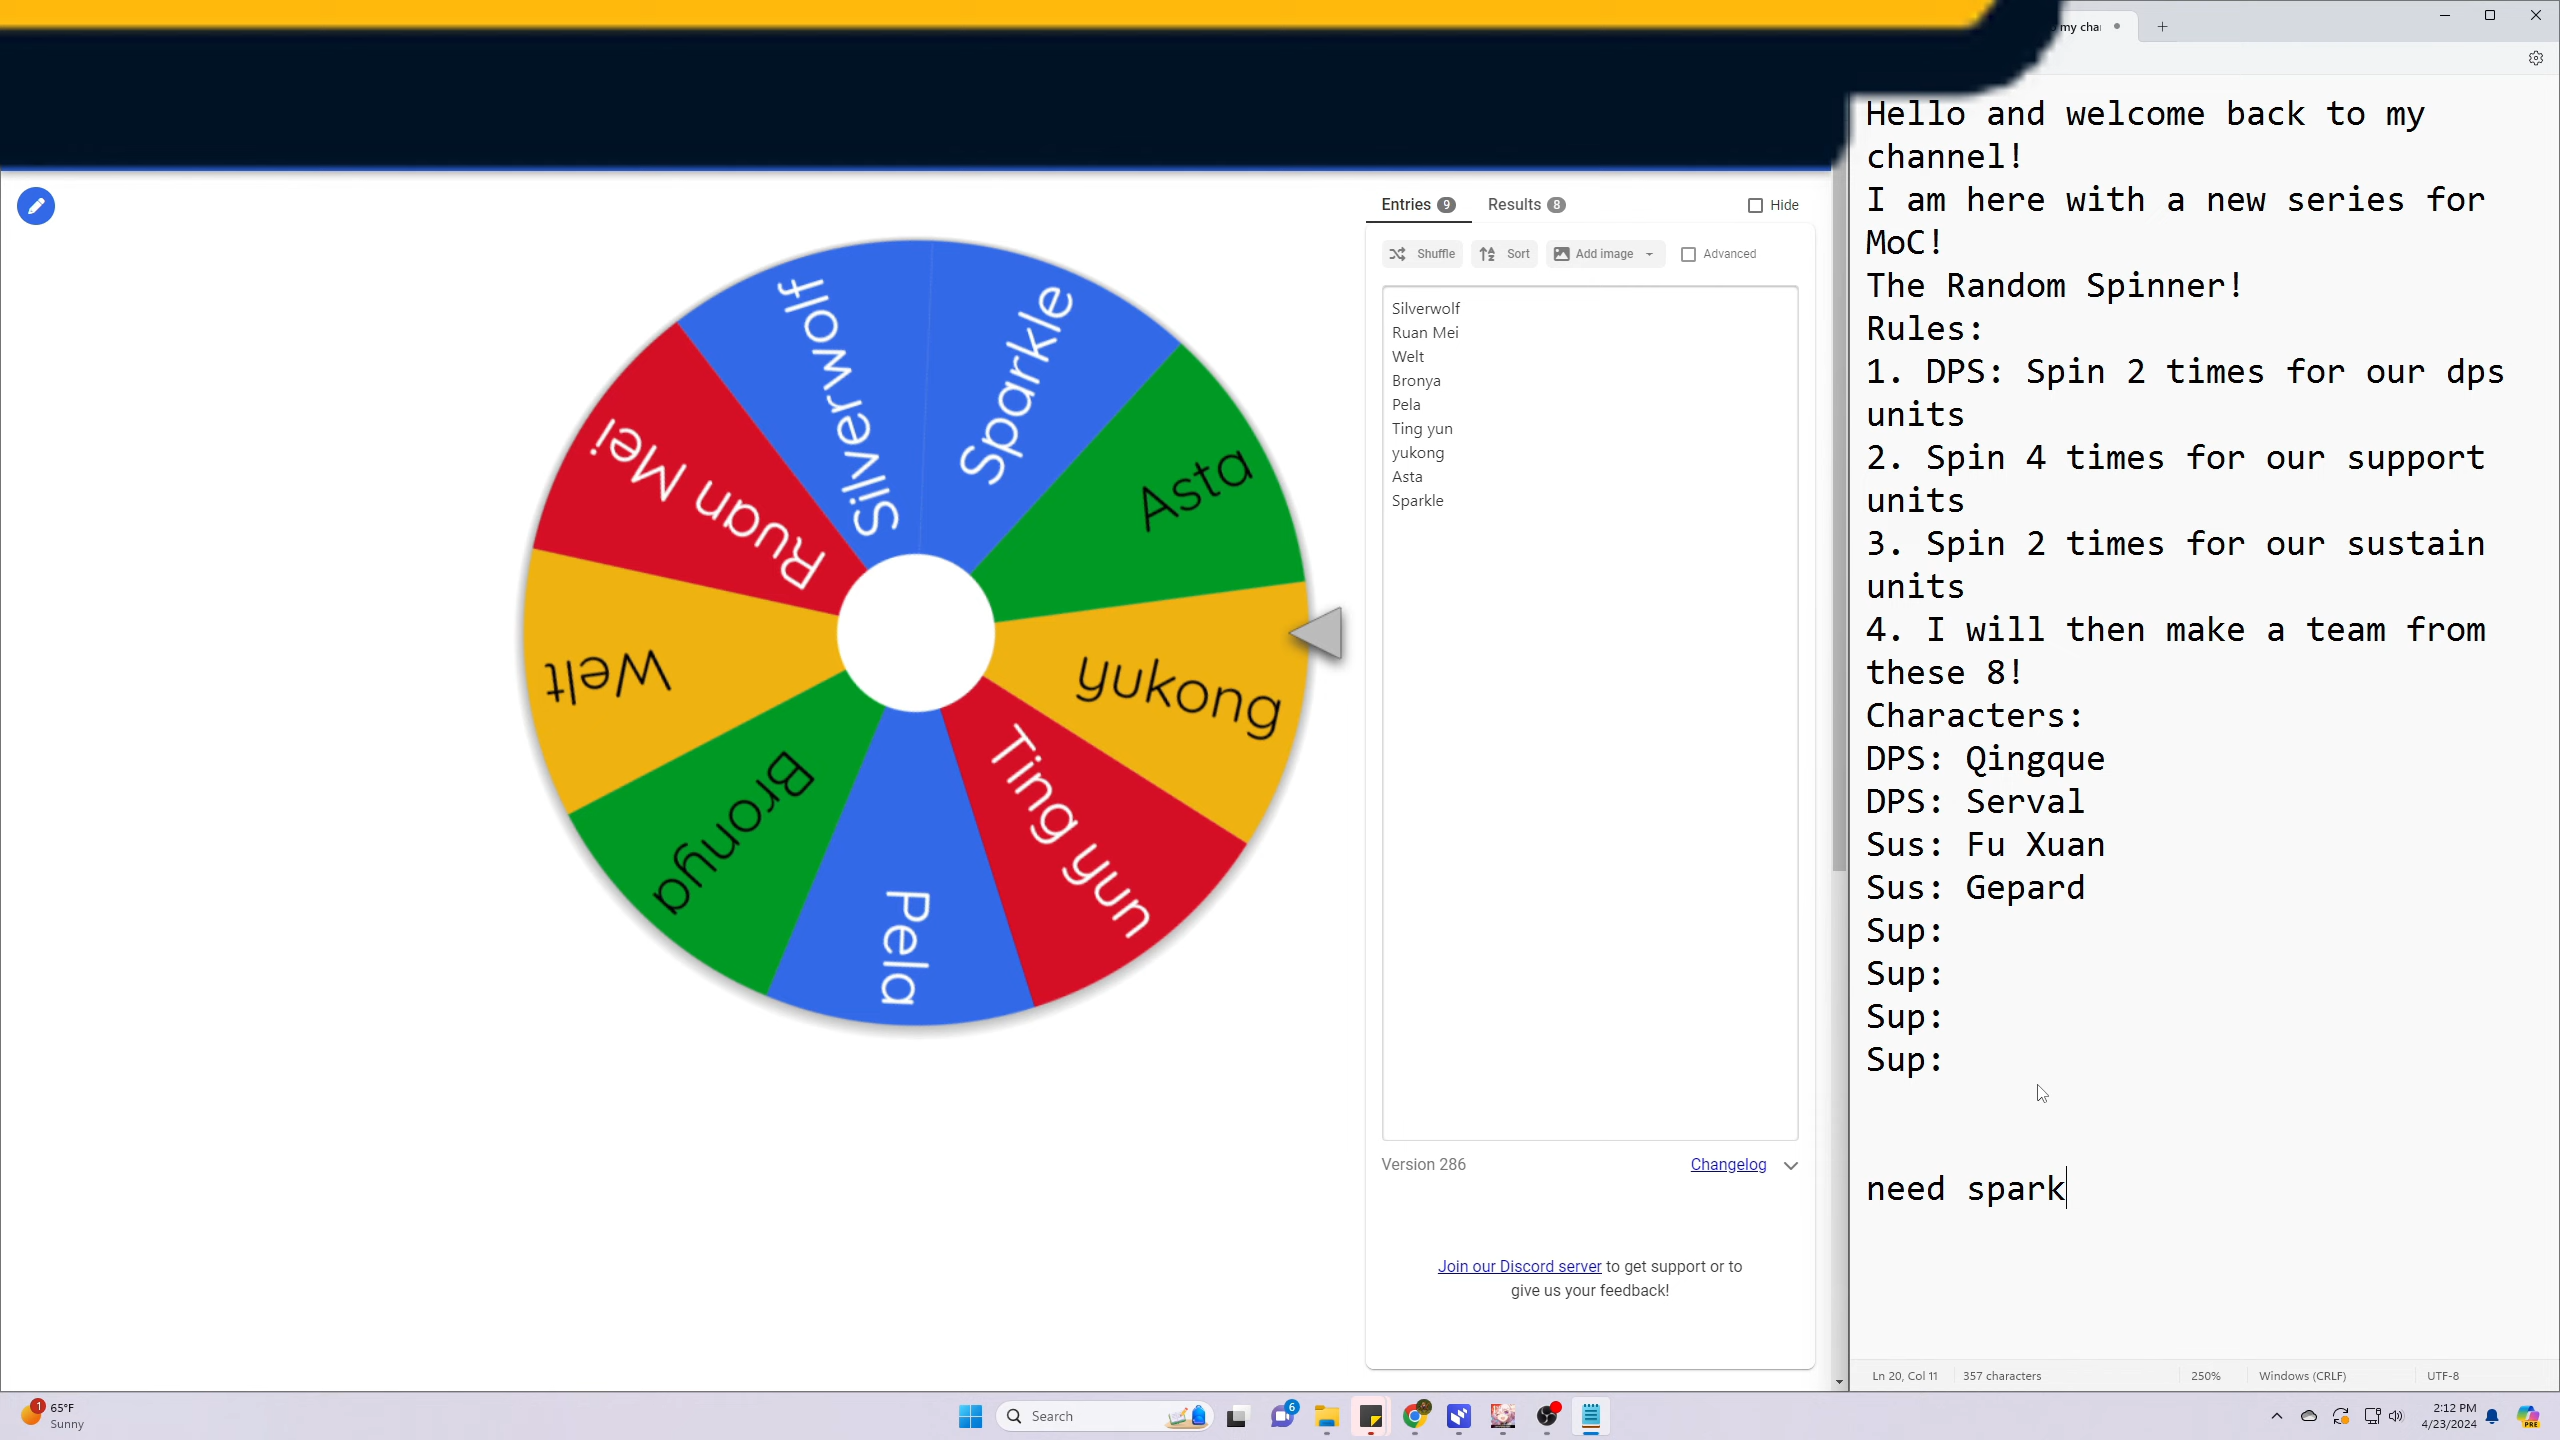 my cha
Entries 9
Results 8
Hide
Shuffle
Sort
Add image
Advanced
Silverwolf
Ruan Mei
Welt
Bronya
Pela
Ting yun
yukong
Asta
Sparkle
Silverwolf
Sparkle
Asta
yukong
Ting yun
Pela
Bronya
Welt
Ruan Mei
Version 286
Changelog
Join our Discord server to get support or to
give us your feedback!
Hello and welcome back to my
channel!
I am here with a new series for
MoC!
The Random Spinner!
Rules:
1. DPS: Spin 2 times for our dps
units
2. Spin 4 times for our support
units
3. Spin 2 times for our sustain
units
4. I will then make a team from
these 8!
Characters:
DPS: Qingque
DPS: Serval
Sus: Fu Xuan
Sus: Gepard
Sup:
Sup:
Sup:
Sup:
need spark
Ln 20, Col 11
357 characters
250%
Windows (CRLF)
UTF-8
1
65°F
Sunny
Search
6
2:12 PM
4/23/2024
PRE